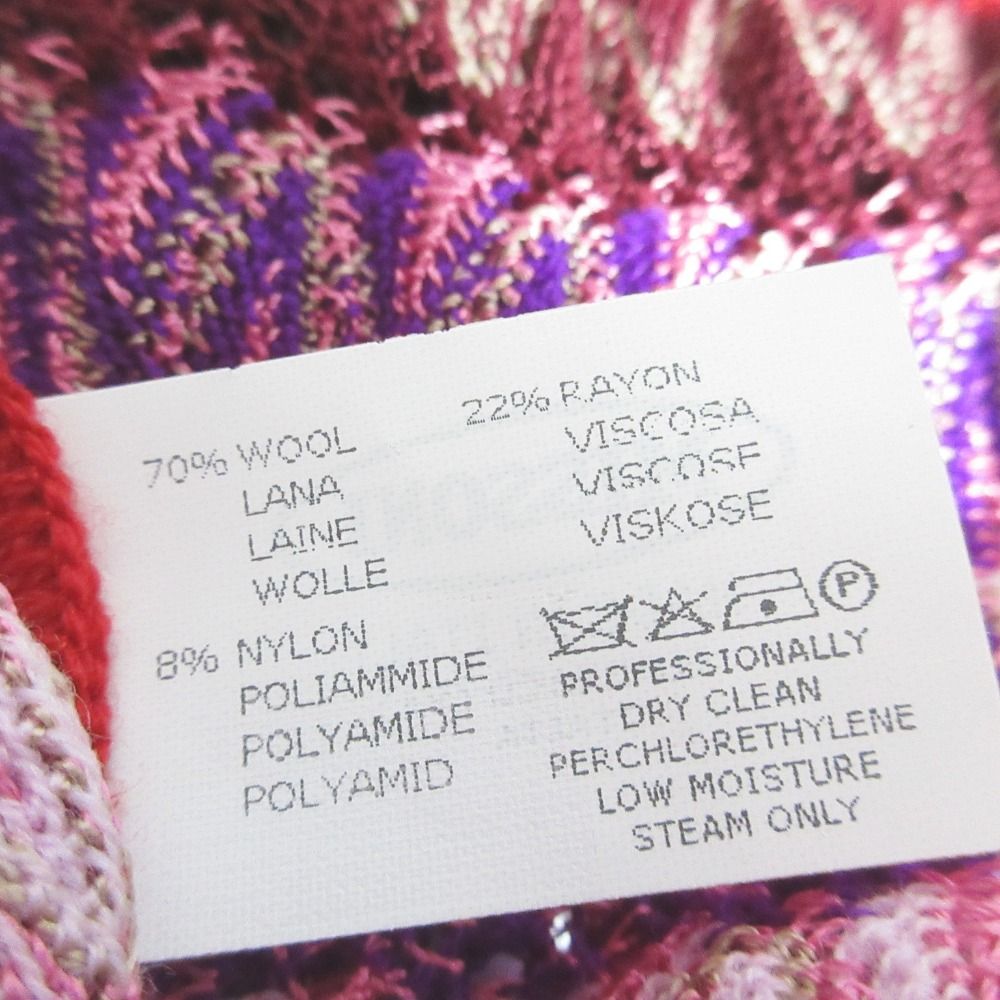 70% WOOL
LANA
LAINE
WOLLE
8% NYLON
POLIAMMIDE
POLYAMIDE
POLYAMID
22% RAYON
VISCOSA
VISCOSE
VISKOSE
P
PROFESSIONALLY
DRY CLEAN
PERCHLORETHYLENE
LOW MOISTURE
STEAM ONLY